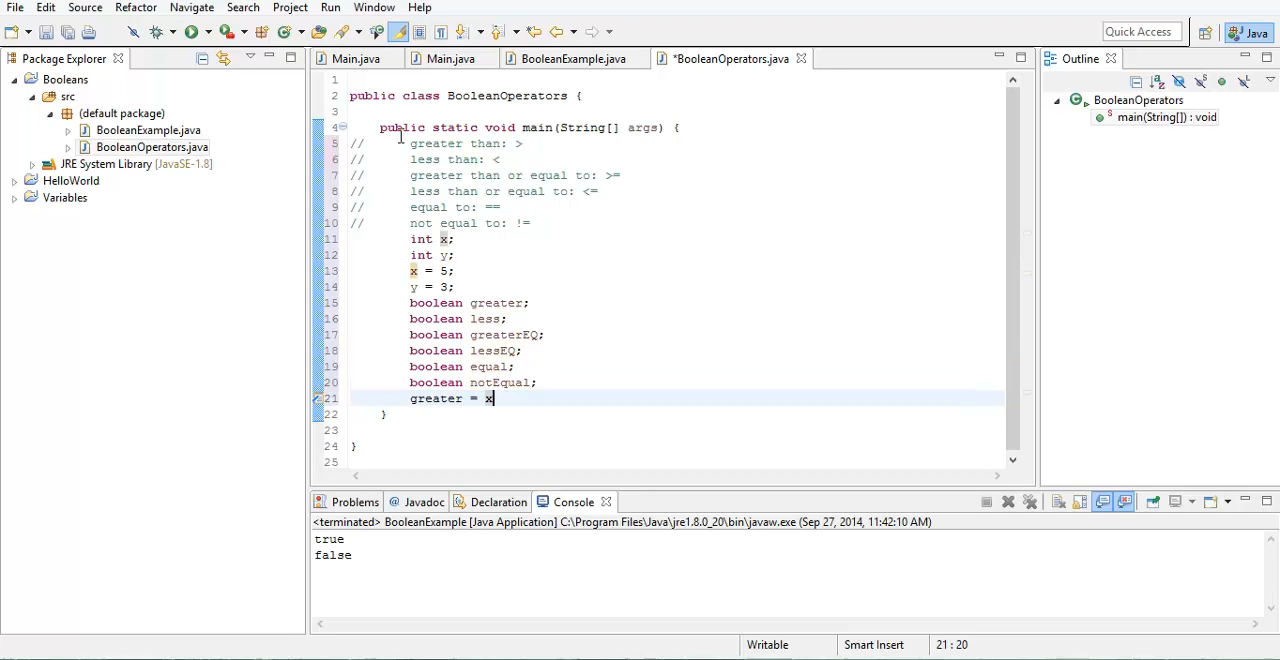 File Edit Source Refactor Navigate Search Project Run Window Help
Quick Access
Java
Package Explorer
Booleans
src
(default package)
BooleanExample.java
BooleanOperators.java
JRE System Library [JavaSE-1.8]
HelloWorld
Variables
Main.java
Main.java
BooleanExample.java
*BooleanOperators.java
1
2 public class BooleanOperators {
3
4 public static void main(String[] args) {
5 // greater than: >
6 // less than: <
7 // greater than or equal to: >=
8 // less than or equal to: <=
9 // equal to: ==
10 // not equal to: !=
11 int x;
12 int y;
13 x = 5;
14 y = 3;
15 boolean greater;
16 boolean less;
17 boolean greaterEQ;
18 boolean lessEQ;
19 boolean equal;
20 boolean notEqual;
21 greater = x
22 }
23
24 }
25
Outline
BooleanOperators
main(String[]) : void
Problems @ Javadoc Declaration Console
<terminated> BooleanExample [Java Application] C:\Program Files\Java\jre1.8.0_20\bin\javaw.exe (Sep 27, 2014, 11:42:10 AM)
true
false
Writable Smart Insert 21 : 20